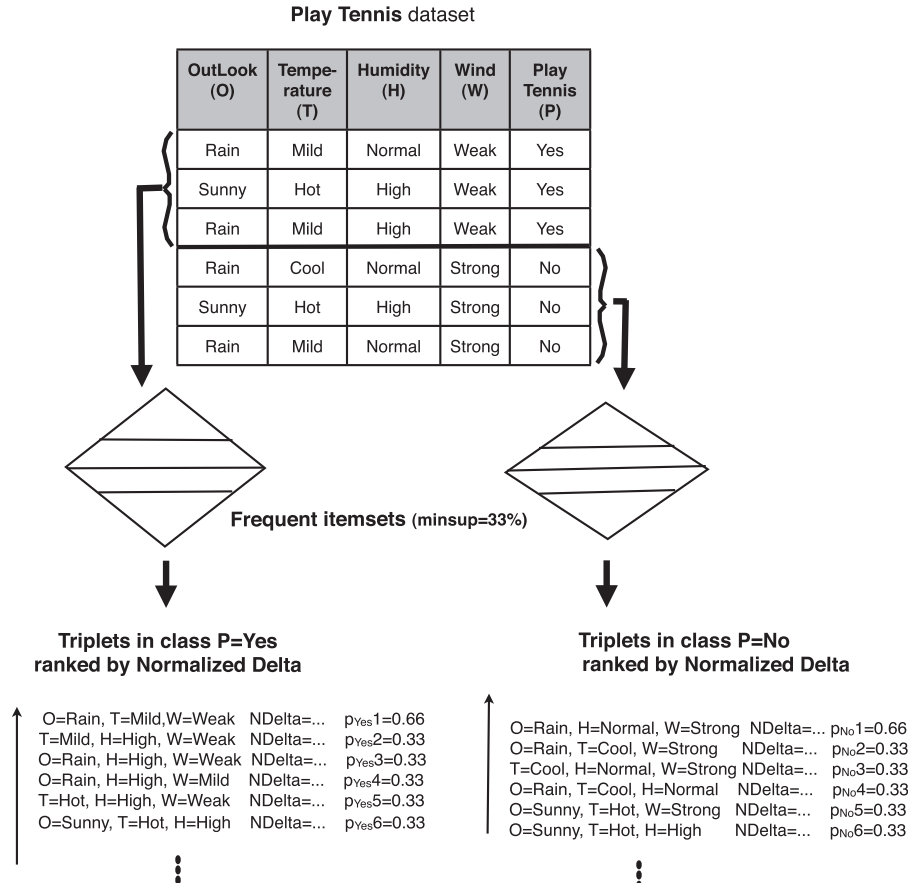 Play Tennis dataset
OutLook (O) Tempe-rature (T) Humidity (H) Wind (W) Play Tennis (P)
Rain Mild Normal Weak Yes
Sunny Hot High Weak Yes
Rain Mild High Weak Yes
Rain Cool Normal Strong No
Sunny Hot High Strong No
Rain Mild Normal Strong No
Frequent itemsets (minsup=33%)
Triplets in class P=Yes
ranked by Normalized Delta
O=Rain, T=Mild,W=Weak NDelta=... pYes1=0.66
T=Mild, H=High, W=Weak NDelta=... pYes2=0.33
O=Rain, H=High, W=Weak NDelta=... pYes3=0.33
O=Rain, H=High, W=Mild NDelta=... pYes4=0.33
T=Hot, H=High, W=Weak NDelta=... pYes5=0.33
O=Sunny, T=Hot, H=High NDelta=... pYes6=0.33
Triplets in class P=No
ranked by Normalized Delta
O=Rain, H=Normal, W=Strong NDelta=... pNo1=0.66
O=Rain, T=Cool, W=Strong NDelta=... pNo2=0.33
T=Cool, H=Normal, W=Strong NDelta=... pNo3=0.33
O=Rain, T=Cool, H=Normal NDelta=... pNo4=0.33
O=Sunny, T=Hot, W=Strong NDelta=... pNo5=0.33
O=Sunny, T=Hot, H=High NDelta=... pNo6=0.33